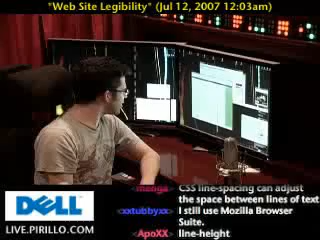 "Web Site Legibility" (Jul 12, 2007 12:03am)
<menga> CSS line-spacing can adjust
the space between lines of text
<xxtubbyxx> I still use Mozilla Browser
Suite.
<ApoXX> line-height
DELL
LIVE.PIRILLO.COM